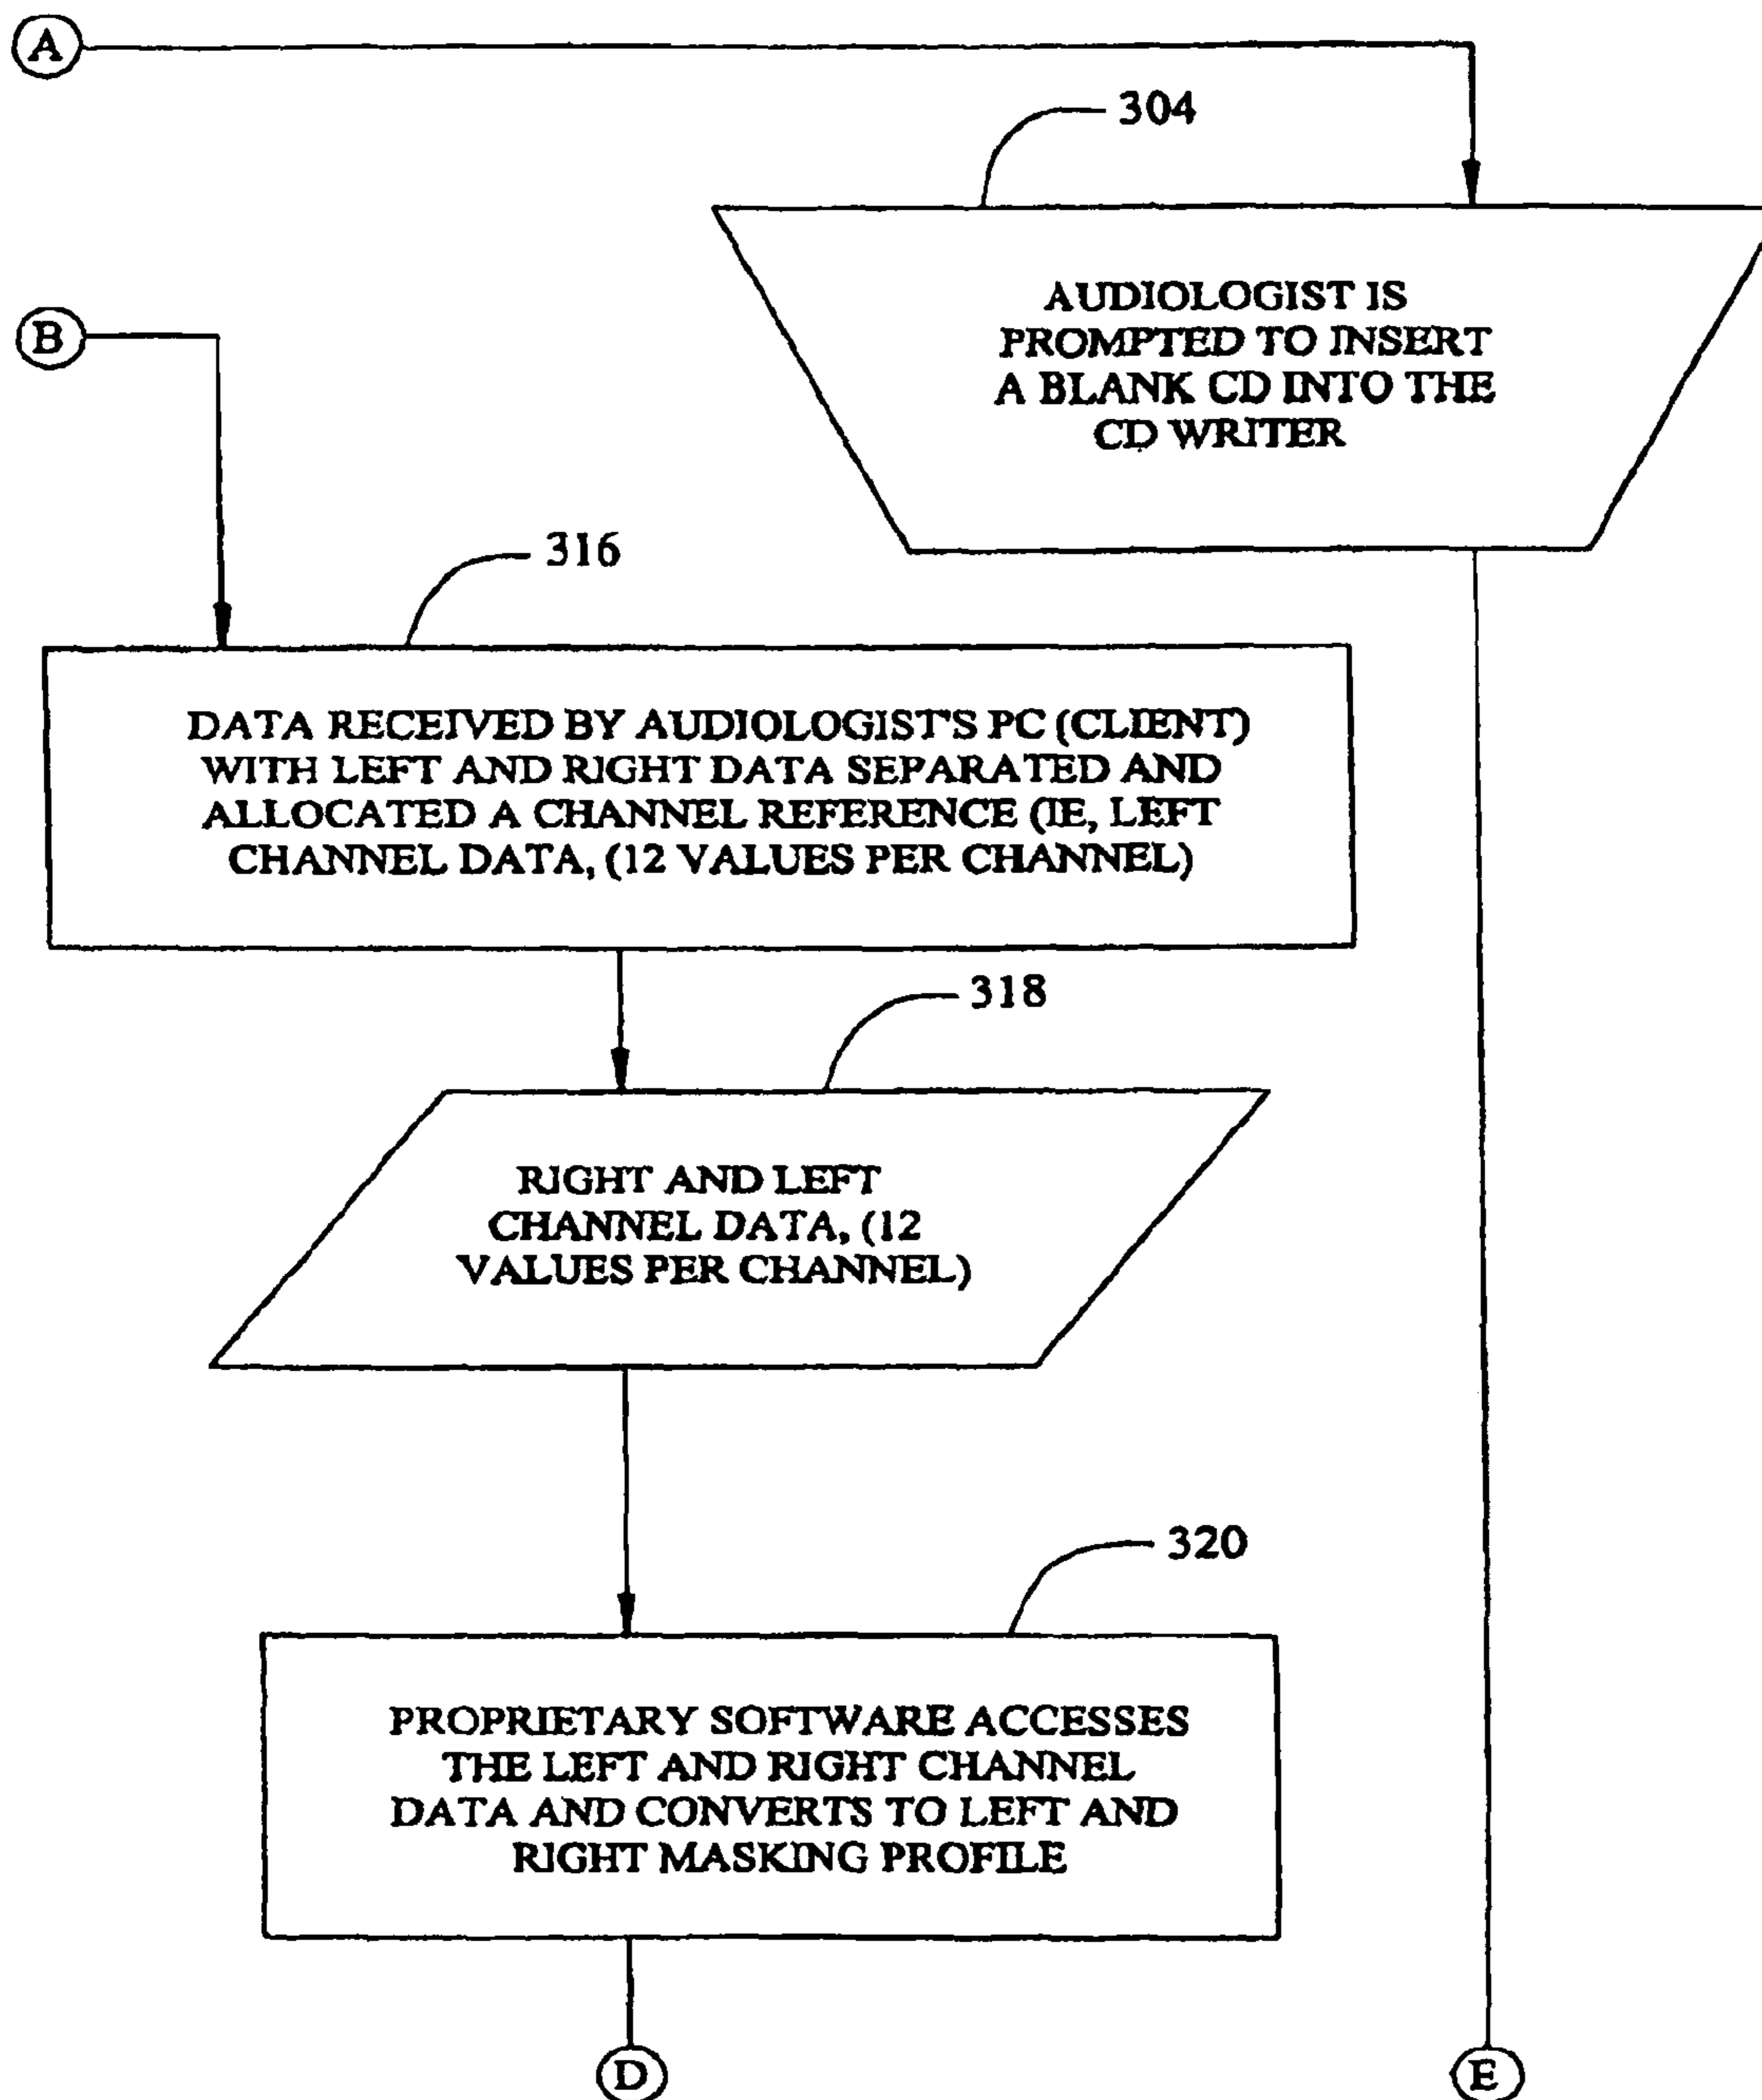 A
304
AUDIOLOGIST IS
PROMPTED TO INSERT
A BLANK CD INTO THE
CD WRITER
B
316
DATA RECEIVED BY AUDIOLOGIST'S PC (CLIENT)
WITH LEFT AND RIGHT DATA SEPARATED AND
ALLOCATED A CHANNEL REFERENCE (IE, LEFT
CHANNEL DATA, (12 VALUES PER CHANNEL)
318
RIGHT AND LEFT
CHANNEL DATA, (12
VALUES PER CHANNEL)
320
PROPRIETARY SOFTWARE ACCESSES
THE LEFT AND RIGHT CHANNEL
DATA AND CONVERTS TO LEFT AND
RIGHT MASKING PROFILE
D
E